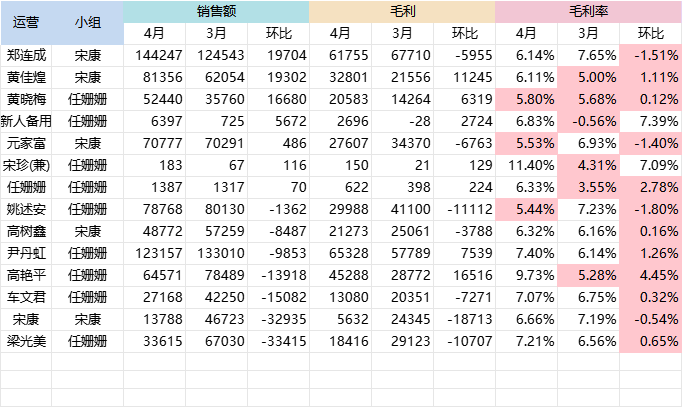 运营 小组 销售额 毛利 毛利率
4月 3月 环比 4月 3月 环比 4月 3月 环比
郑连成 宋康 144247 124543 19704 61755 67710 -5955 6.14% 7.65% -1.51%
黄佳煌 宋康 81356 62054 19302 32801 21556 11245 6.11% 5.00% 1.11%
黄晓梅 任姗姗 52440 35760 16680 20583 14264 6319 5.80% 5.68% 0.12%
新人备用 任姗姗 6397 725 5672 2696 -28 2724 6.83% -0.56% 7.39%
元家富 宋康 70777 70291 486 27607 34370 -6763 5.53% 6.93% -1.40%
宋珍(兼) 任姗姗 183 67 116 150 21 129 11.40% 4.31% 7.09%
任姗姗 任姗姗 1387 1317 70 622 398 224 6.33% 3.55% 2.78%
姚述安 任姗姗 78768 80130 -1362 29988 41100 -11112 5.44% 7.23% -1.80%
高树鑫 宋康 48772 57259 -8487 21273 25061 -3788 6.32% 6.16% 0.16%
尹丹虹 任姗姗 123157 133010 -9853 65328 57789 7539 7.40% 6.14% 1.26%
高艳平 任姗姗 64571 78489 -13918 45288 28772 16516 9.73% 5.28% 4.45%
车文君 任姗姗 27168 42250 -15082 13080 20351 -7271 7.07% 6.75% 0.32%
宋康 宋康 13788 46723 -32935 5632 24345 -18713 6.66% 7.19% -0.54%
梁光美 任姗姗 33615 67030 -33415 18416 29123 -10707 7.21% 6.56% 0.65%